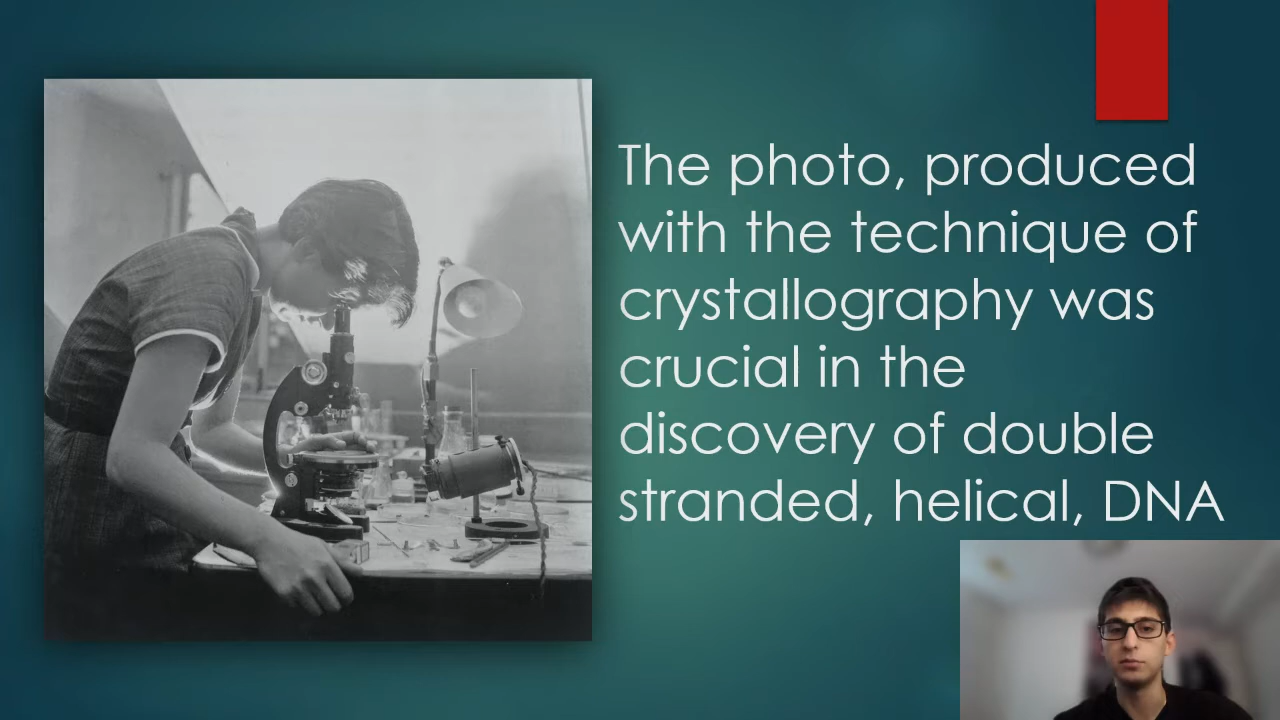 The photo, produced
with the technique of
crystallography was
crucial in the
discovery of double
stranded, helical, DNA